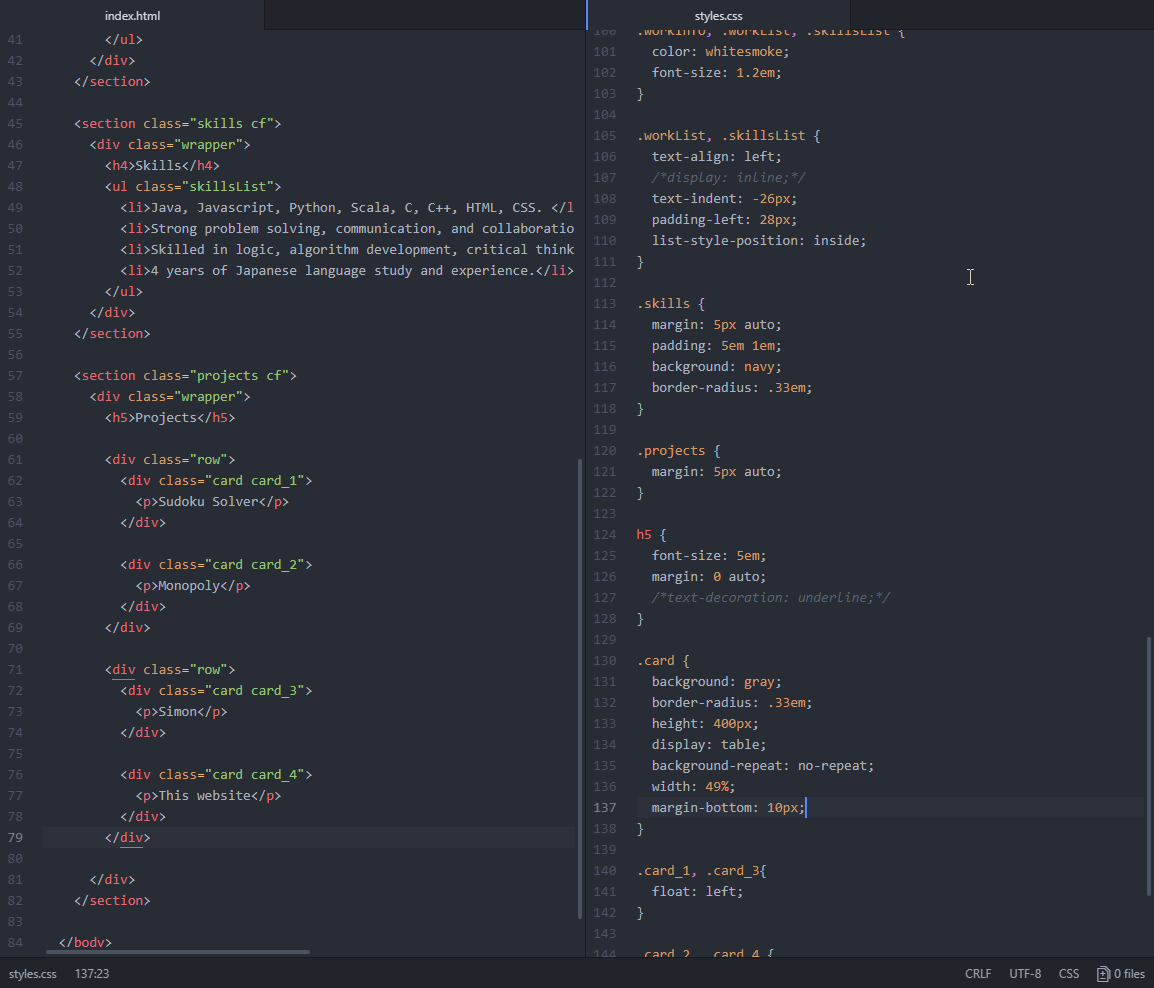 index.html
41 </ul>
42 </div>
43 </section>
44
45 <section class="skills cf">
46 <div class="wrapper">
47 <h4>Skills</h4>
48 <ul class="skillsList">
49 <li>Java, Javascript, Python, Scala, C, C++, HTML, CSS. </l
50 <li>Strong problem solving, communication, and collaboratio
51 <li>Skilled in logic, algorithm development, critical think
52 <li>4 years of Japanese language study and experience.</li>
53 </ul>
54 </div>
55 </section>
56
57 <section class="projects cf">
58 <div class="wrapper">
59 <h5>Projects</h5>
60
61 <div class="row">
62 <div class="card card_1">
63 <p>Sudoku Solver</p>
64 </div>
65
66 <div class="card card_2">
67 <p>Monopoly</p>
68 </div>
69 </div>
70
71 <div class="row">
72 <div class="card card_3">
73 <p>Simon</p>
74 </div>
75
76 <div class="card card_4">
77 <p>This website</p>
78 </div>
79 </div>
80
81 </div>
82 </section>
83
84 </body>
styles.css
100 .workInfo, .workList, .skillsList {
101 color: whitesmoke;
102 font-size: 1.2em;
103 }
104
105 .workList, .skillsList {
106 text-align: left;
107 /*display: inline;*/
108 text-indent: -26px;
109 padding-left: 28px;
110 list-style-position: inside;
111 }
112
113 .skills {
114 margin: 5px auto;
115 padding: 5em 1em;
116 background: navy;
117 border-radius: .33em;
118 }
119
120 .projects {
121 margin: 5px auto;
122 }
123
124 h5 {
125 font-size: 5em;
126 margin: 0 auto;
127 /*text-decoration: underline;*/
128 }
129
130 .card {
131 background: gray;
132 border-radius: .33em;
133 height: 400px;
134 display: table;
135 background-repeat: no-repeat;
136 width: 49%;
137 margin-bottom: 10px;
138 }
139
140 .card_1, .card_3{
141 float: left;
142 }
143
144 .card_2, .card_4 {
styles.css 137:23 CRLF UTF-8 CSS 0 files